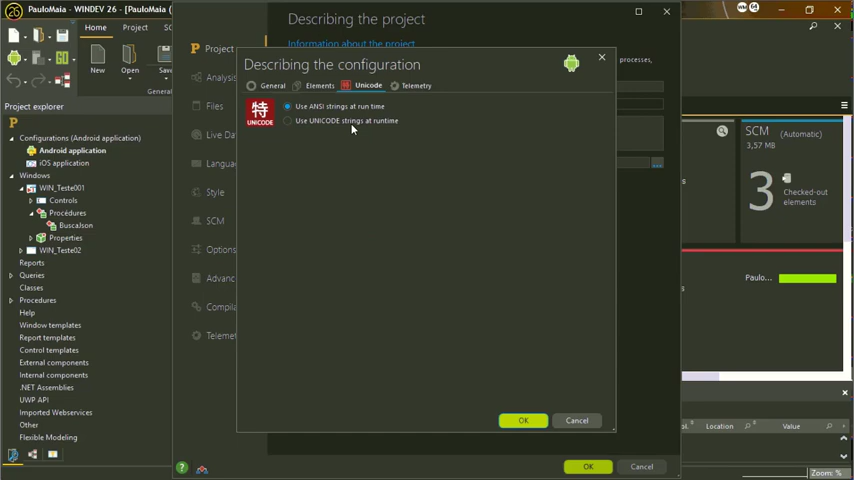 26
PauloMaia - WINDEV 26 - [PauloMaia]
WM
64
Home
Project
New
Open
Save
General
Project explorer
Configurations (Android application)
Android application
iOS application
Windows
WIN_Teste001
Controls
Procédures
BuscaJson
Properties
WIN_Teste02
Reports
Queries
Classes
Procedures
Help
Window templates
Report templates
Control templates
External components
Internal components
.NET Assemblies
UWP API
Imported Webservices
Other
Flexible Modeling
Describing the project
Information about the project
processes,
Project
Analysis
Files
Live Da
Langua
Style
SCM
Options
Advanc
Compila
Telemet
OK
Cancel
Describing the configuration
General
Elements
Unicode
Telemetry
特
UNICODE
Use ANSI strings at run time
Use UNICODE strings at runtime
OK
Cancel
SCM (Automatic)
3,57 MB
3
Checked-out
elements
Paulo...
Location
Value
Zoom: %